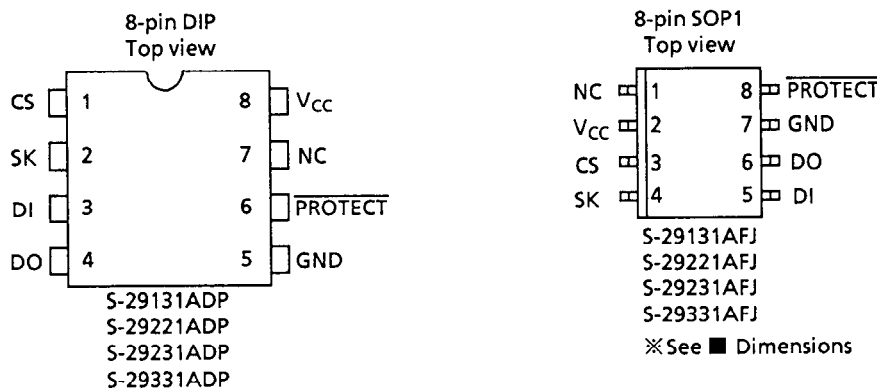 8-pin DIP
Top view
CS 1 8 VCC
SK 2 7 NC
DI 3 6 PROTECT
DO 4 5 GND
S-29131ADP
S-29221ADP
S-29231ADP
S-29331ADP
8-pin SOP1
Top view
NC 1 8 PROTECT
VCC 2 7 GND
CS 3 6 DO
SK 4 5 DI
S-29131AFJ
S-29221AFJ
S-29231AFJ
S-29331AFJ
※See ■ Dimensions